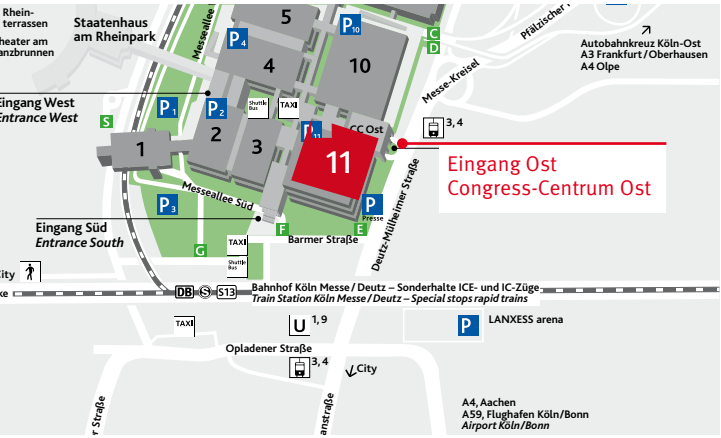 Rhein-
terrassen
Staatenhaus
am Rheinpark
Messeallee
5
P4
P10
C
D
Pfälzischer
Autobahnkreuz Köln-Ost
A3 Frankfurt/Oberhausen
A4 Olpe
4
10
Messe-Kreisel
Eingang West
Entrance West
P1
P2
Shuttle
Bus
TAXI
S
P11
CC Ost
3,4
1
2
3
11
Eingang Ost
Congress-Centrum Ost
Messeallee Süd
P3
P
Presse
Deutz-Mülheimer Straße
Eingang Süd
Entrance South
F
E
G
TAXI
Barmer Straße
Shuttle
Bus
City
DB
S
S13
Bahnhof Köln Messe/Deutz – Sonderhalte ICE- und IC-Züge
Train Station Köln Messe/Deutz – Special stops rapid trains
TAXI
U
1,9
P
LANXESS arena
Opladener Straße
3,4
City
A4, Aachen
A59, Flughafen Köln/Bonn
Airport Köln/Bonn